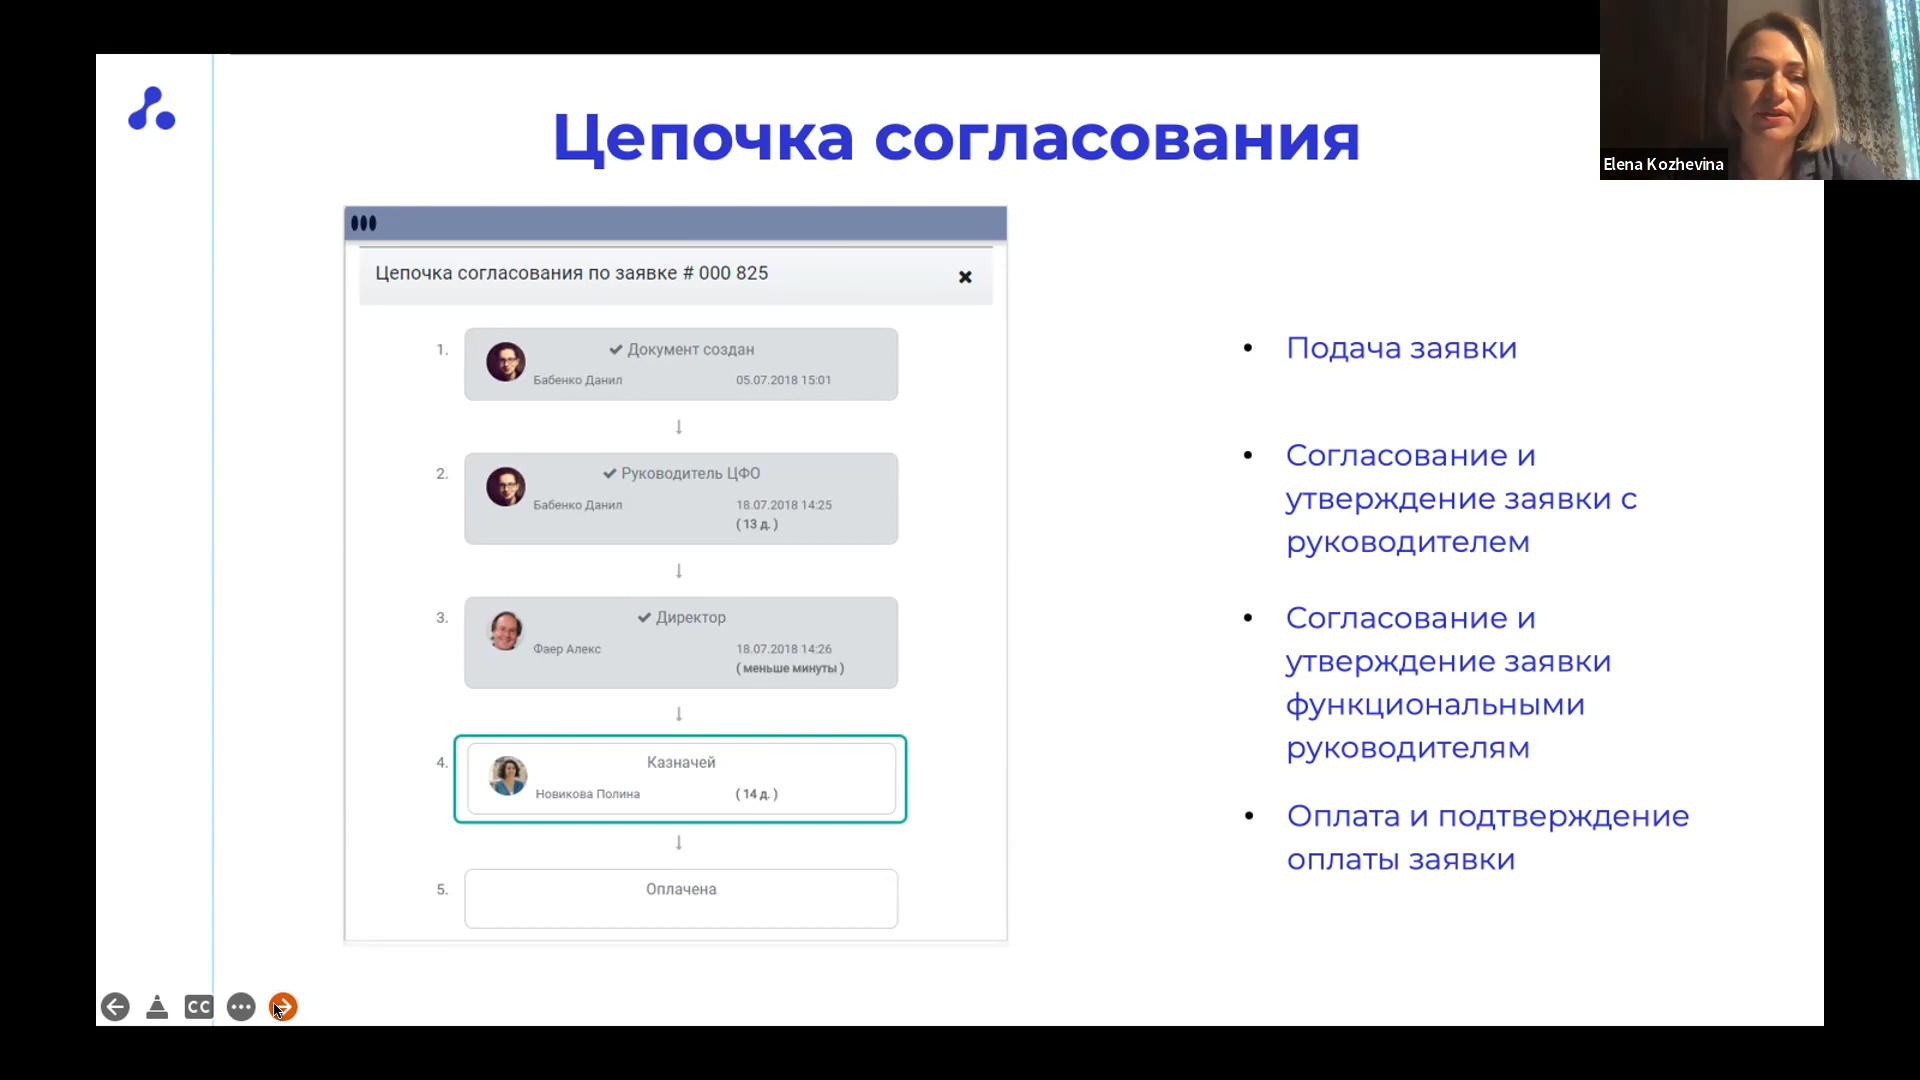 Цепочка согласования
Elena Kozhevina
Цепочка согласования по заявке # 000 825
1.
Документ создан
Бабенко Данил
05.07.2018 15:01
2.
Руководитель ЦФО
Бабенко Данил
18.07.2018 14:25
( 13 д. )
3.
Директор
Фаер Алекс
18.07.2018 14:26
( меньше минуты )
4.
Казначей
Новикова Полина
( 14 д. )
5.
Оплачена
• Подача заявки
• Согласование и
утверждение заявки с
руководителем
• Согласование и
утверждение заявки
функциональными
руководителям
• Оплата и подтверждение
оплаты заявки
CC